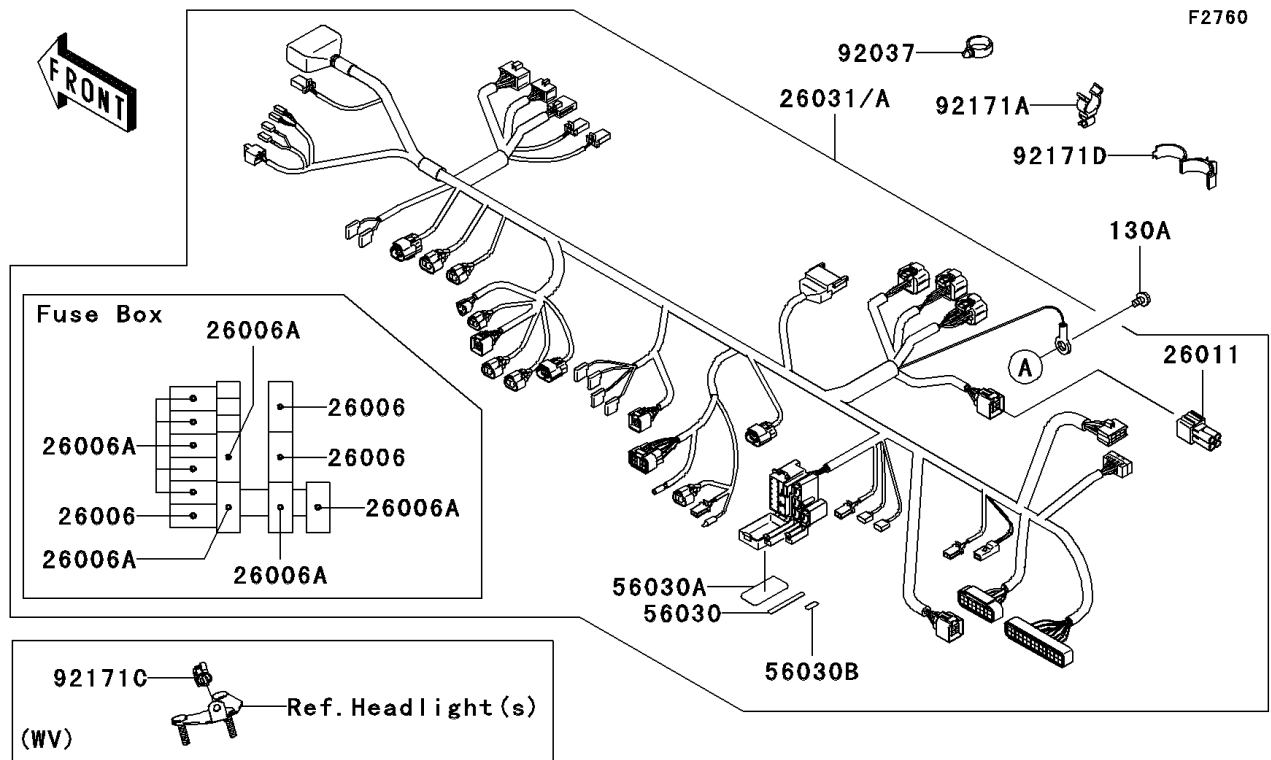 F2760
FRONT
92037
26031/A
92171A
92171D
130A
Fuse Box
26006A
26011
A
26006
26006A
26006
26006
26006A
26006A
26006A
56030A
56030
56030B
92171C
Ref.Headlight(s)
(WV)